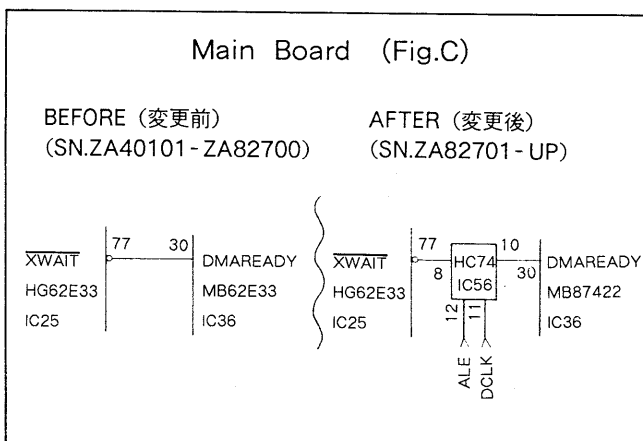 Main Board (Fig.C)
BEFORE (変更前)
(SN.ZA40101-ZA82700)
XWAIT
HG62E33
IC25
77
30
DMAREADY
MB62E33
IC36
AFTER (変更後)
(SN.ZA82701-UP)
XWAIT
HG62E33
IC25
77
8
HC74
IC56
10
30
12
11
ALE
DCLK
DMAREADY
MB87422
IC36